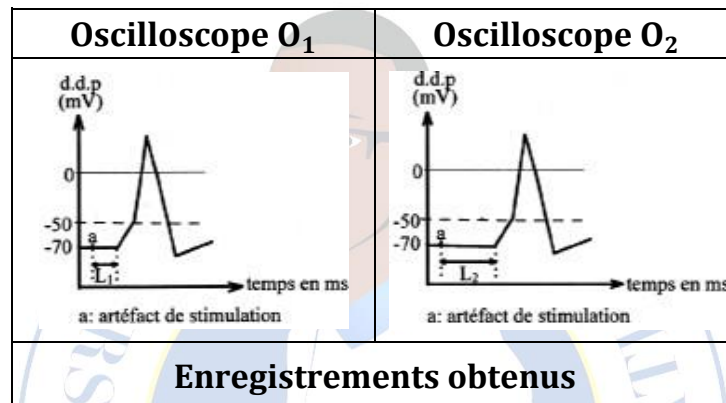 Oscilloscope O₁
Oscilloscope O₂
d.d.p
(mV)
0
-50
-70
a
L₁
temps en ms
a: artéfact de stimulation
d.d.p
(mV)
0
-50
-70
a
L₂
temps en ms
a: artéfact de stimulation
Enregistrements obtenus